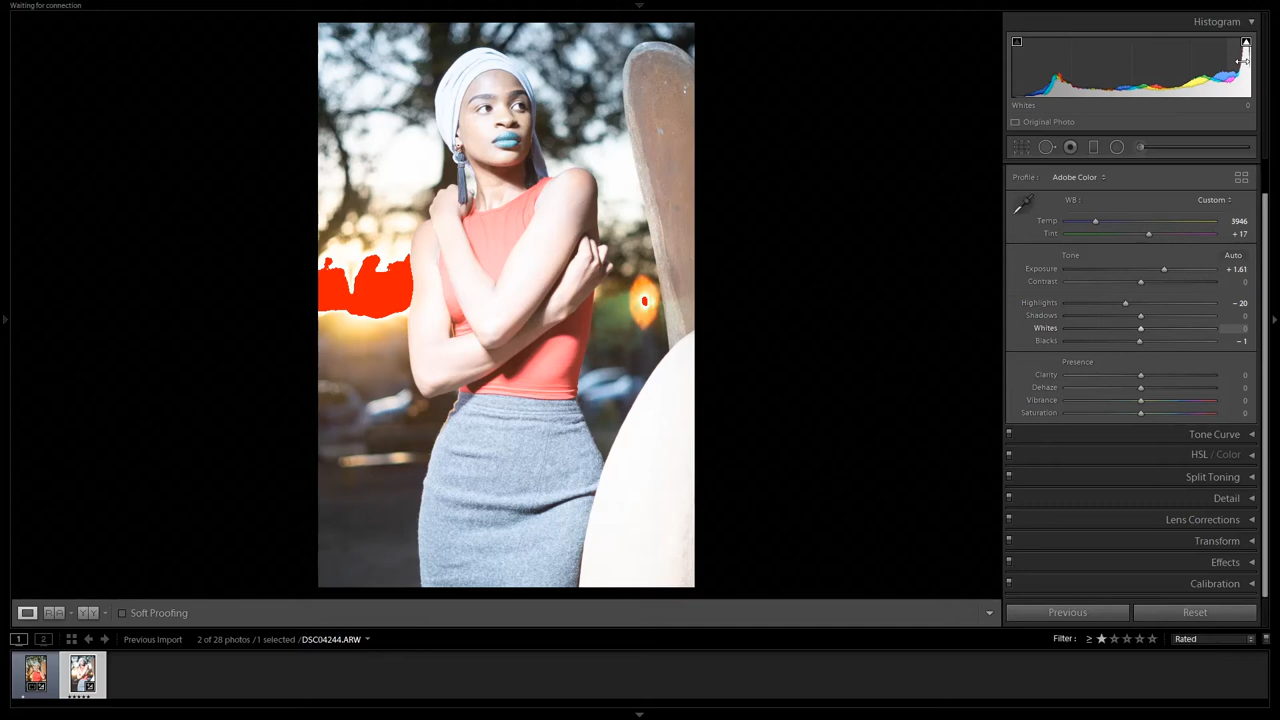 Waiting for connection
Histogram
Whites 0
Original Photo
Profile : Adobe Color
WB : Custom
Temp 3946
Tint + 17
Tone Auto
Exposure + 1.61
Contrast 0
Highlights − 20
Shadows 0
Whites 0
Blacks − 1
Presence
Clarity 0
Dehaze 0
Vibrance 0
Saturation 0
Tone Curve
HSL / Color
Split Toning
Detail
Lens Corrections
Transform
Effects
Calibration
Previous Reset
R A Y Y Soft Proofing
1 2 Previous Import 2 of 28 photos / 1 selected / DSC04244.ARW Filter : ≥ Rated